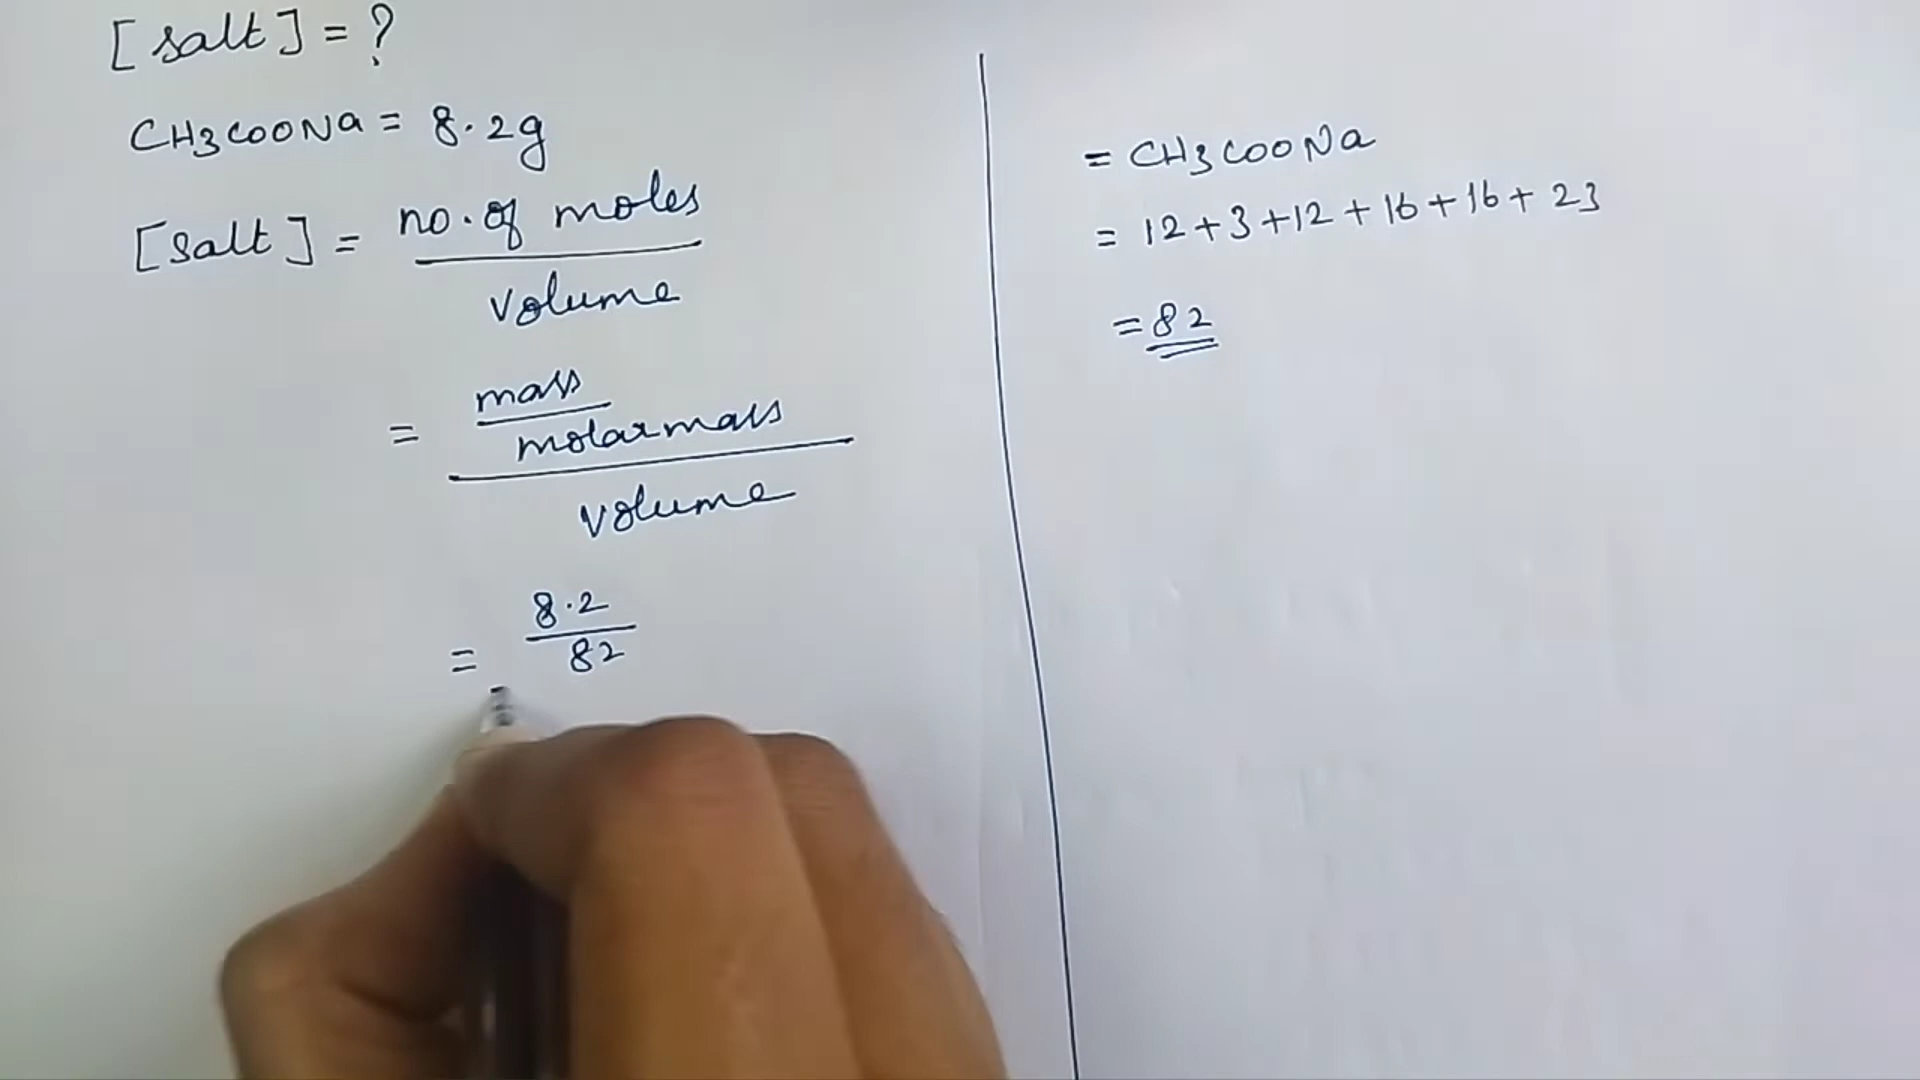 [salt] = ?
CH3COONa = 8.2g
[salt] = no. of moles
volume
= mass
molarmass
volume
= 8.2
82
= CH3COONa
= 12+3+12+16+16+23
= 82